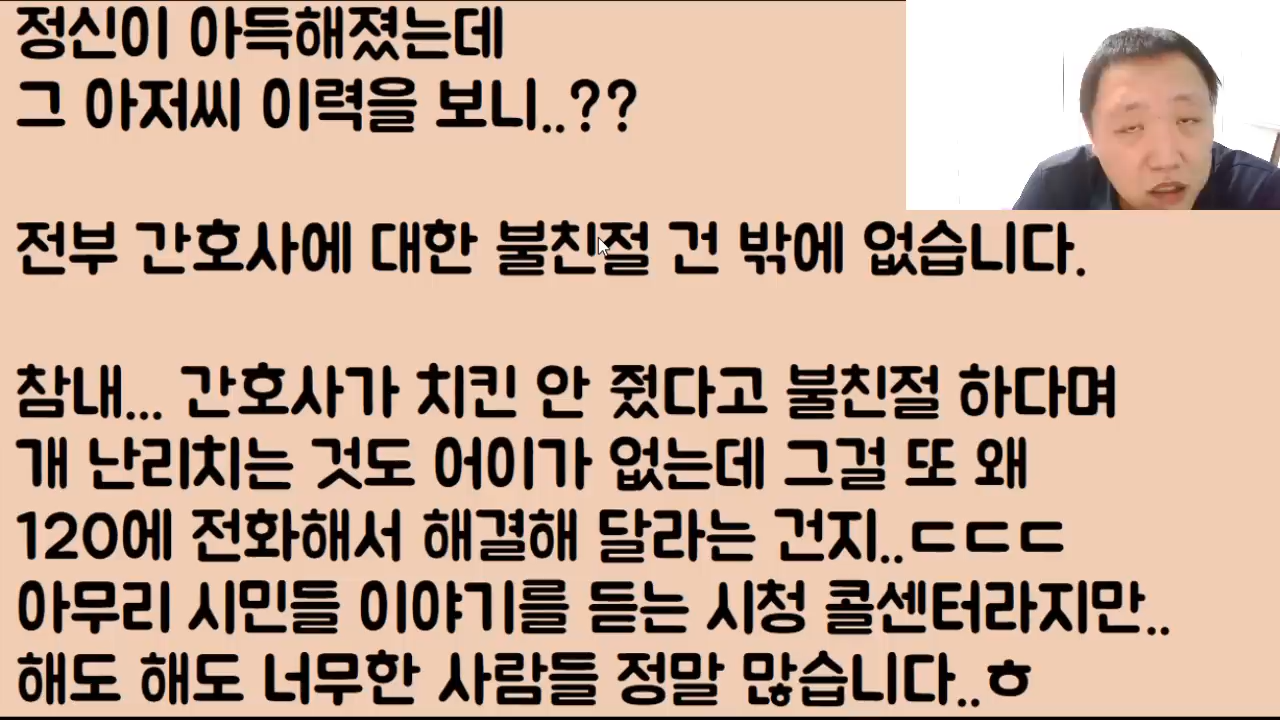 정신이 아득해졌는데
그 아저씨 이력을 보니..??
전부 간호사에 대한 불친절 건 밖에 없습니다.
참내... 간호사가 치킨 안 줬다고 불친절 하다며
개 난리치는 것도 어이가 없는데 그걸 또 왜
120에 전화해서 해결해 달라는 건지..ㄷㄷㄷ
아무리 시민들 이야기를 듣는 시청 콜센터라지만..
해도 해도 너무한 사람들 정말 많습니다..ㅎ